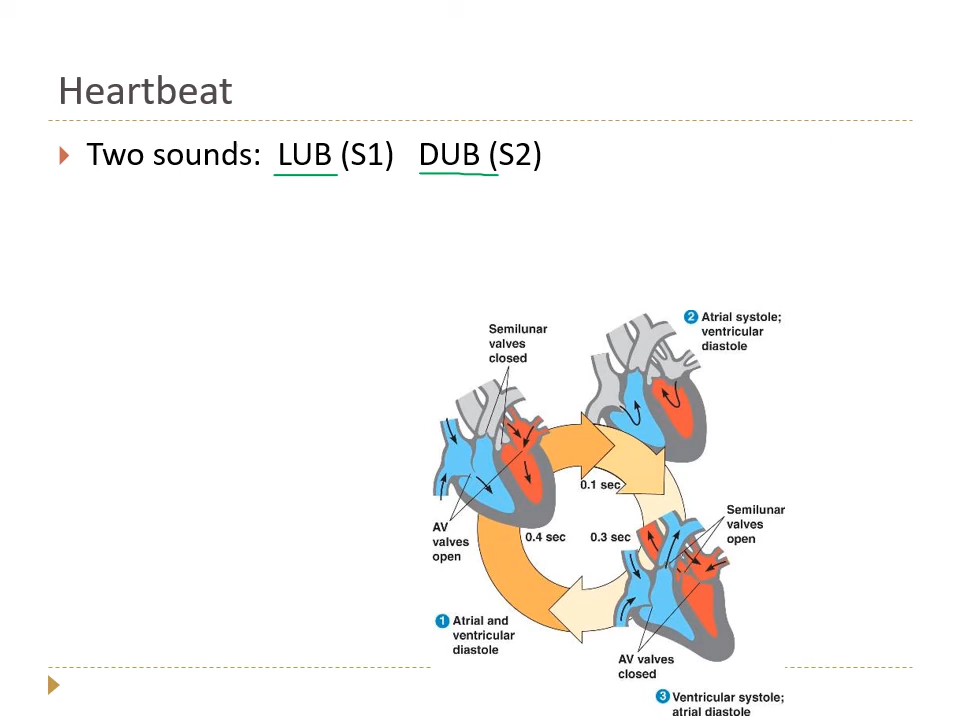 Heartbeat
Two sounds: LUB (S1) DUB (S2)
Semilunar
valves
closed
2 Atrial systole;
ventricular
diastole
0.1 sec
AV
valves
open
0.4 sec
0.3 sec
Semilunar
valves
open
1 Atrial and
ventricular
diastole
AV valves
closed
3 Ventricular systole;
atrial diastole